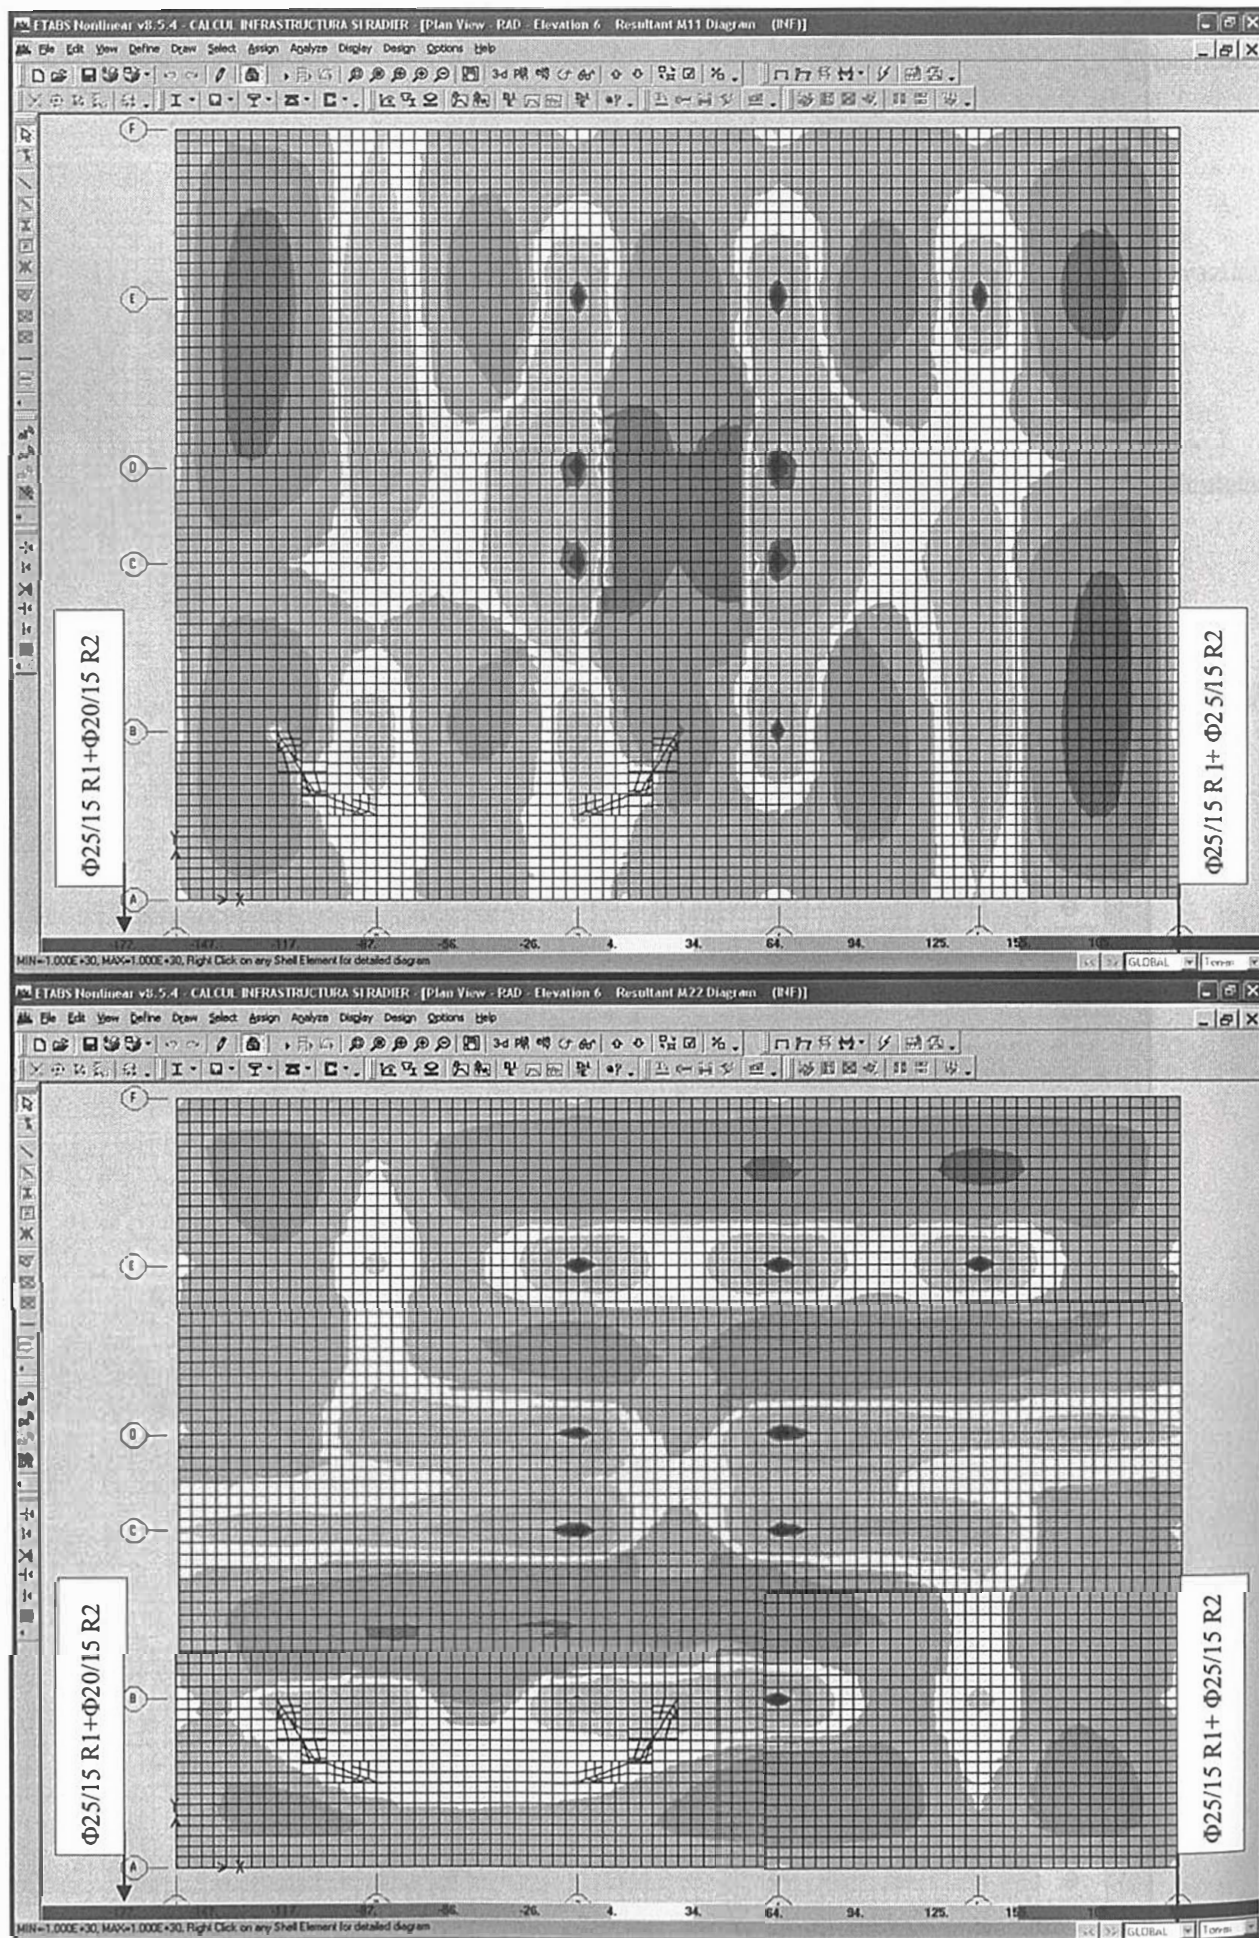 ETABS Nonlinear v8.5.4 - CALCUL INFRASTRUCTURA SI RADIER - [Plan View - RAD - Elevation 6 Resultant M11 Diagram (INF)]
File Edit View Define Draw Select Assign Analyze Display Design Options Help
F
E
D
C
B
A
Y
X
Φ25/15 R1+Φ20/15 R2
Φ25/15 R1+ Φ25/15 R2
-177. -147. -117. -87. -56. -26. 4. 34. 64. 94. 125.
MIN=-1.000E+30, MAX=1.000E+30, Right Click on any Shell Element for detailed diagram
GLOBAL
ETABS Nonlinear v8.5.4 - CALCUL INFRASTRUCTURA SI RADIER - [Plan View - RAD - Elevation 6 Resultant M22 Diagram (INF)]
File Edit View Define Draw Select Assign Analyze Display Design Options Help
F
E
D
C
B
A
Y
X
Φ25/15 R1+Φ20/15 R2
Φ25/15 R1+ Φ25/15 R2
-177. -147. -117. -87. -56. -26. 4. 34. 64. 94. 125.
MIN=-1.000E+30, MAX=1.000E+30, Right Click on any Shell Element for detailed diagram
GLOBAL